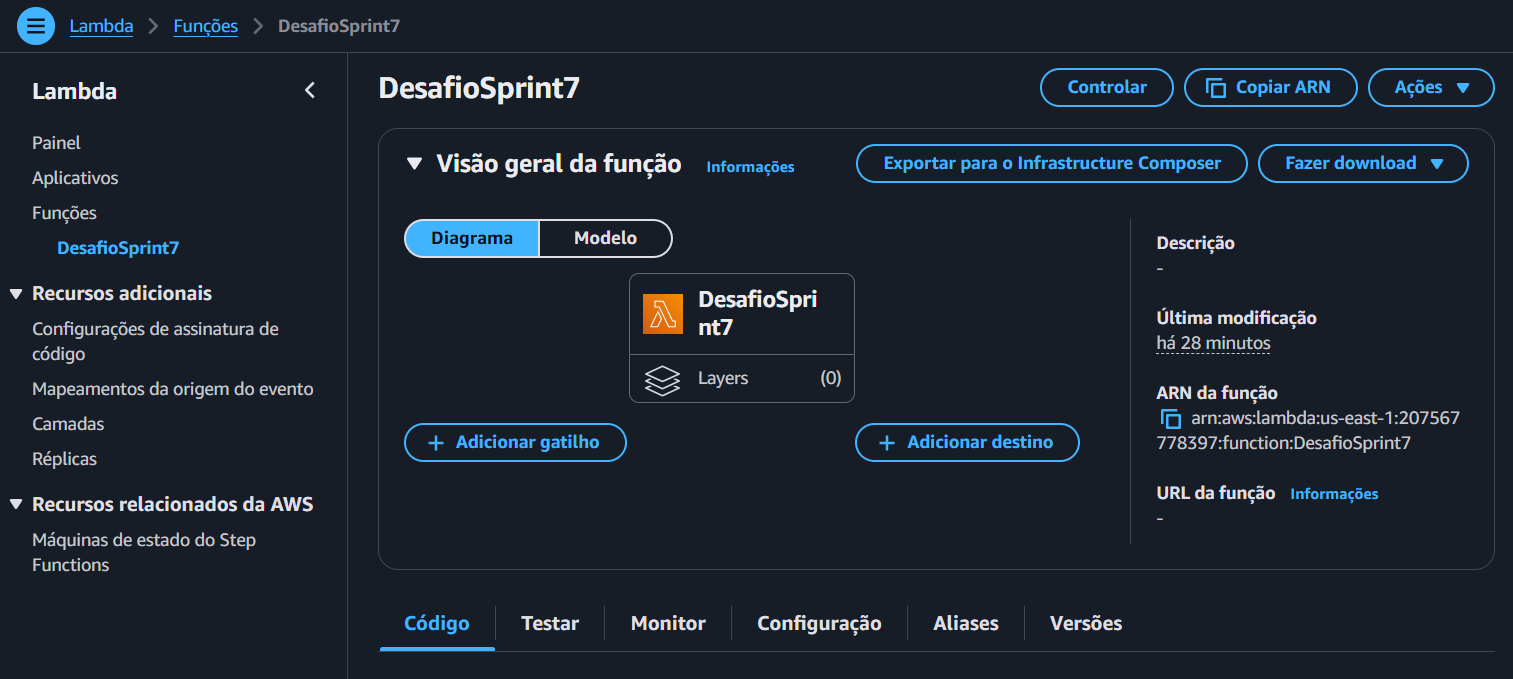 Lambda > Funções > DesafioSprint7
Lambda
Painel
Aplicativos
Funções
DesafioSprint7
Recursos adicionais
Configurações de assinatura de
código
Mapeamentos da origem do evento
Camadas
Réplicas
Recursos relacionados da AWS
Máquinas de estado do Step
Functions
DesafioSprint7
Controlar
Copiar ARN
Ações
Visão geral da função Informações
Exportar para o Infrastructure Composer
Fazer download
Diagrama
Modelo
DesafioSpri
nt7
Layers (0)
Adicionar gatilho
Adicionar destino
Descrição
-
Última modificação
há 28 minutos
ARN da função
arn:aws:lambda:us-east-1:207567
778397:function:DesafioSprint7
URL da função Informações
-
Código
Testar
Monitor
Configuração
Aliases
Versões